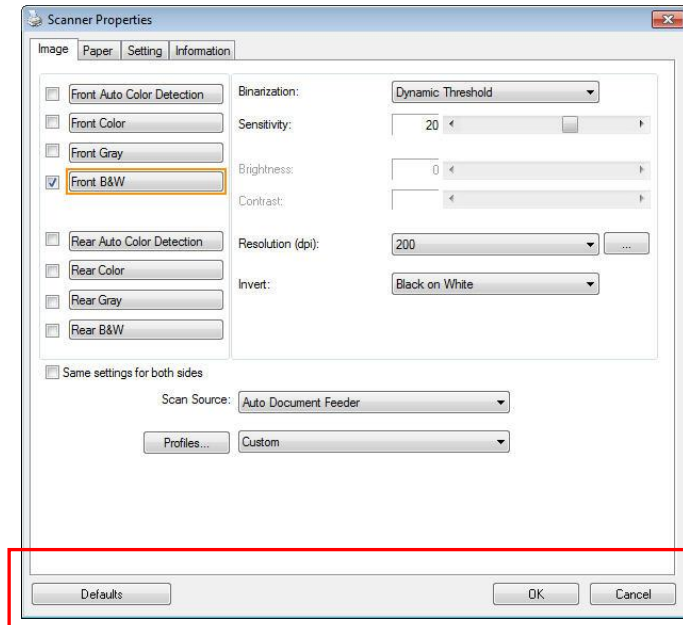 Scanner Properties
Image Paper Setting Information
Front Auto Color Detection
Front Color
Front Gray
Front B&W
Rear Auto Color Detection
Rear Color
Rear Gray
Rear B&W
Binarization: Dynamic Threshold
Sensitivity: 20
Brightness: 0
Contrast:
Resolution (dpi): 200 ...
Invert: Black on White
Same settings for both sides
Scan Source: Auto Document Feeder
Profiles... Custom
Defaults OK Cancel